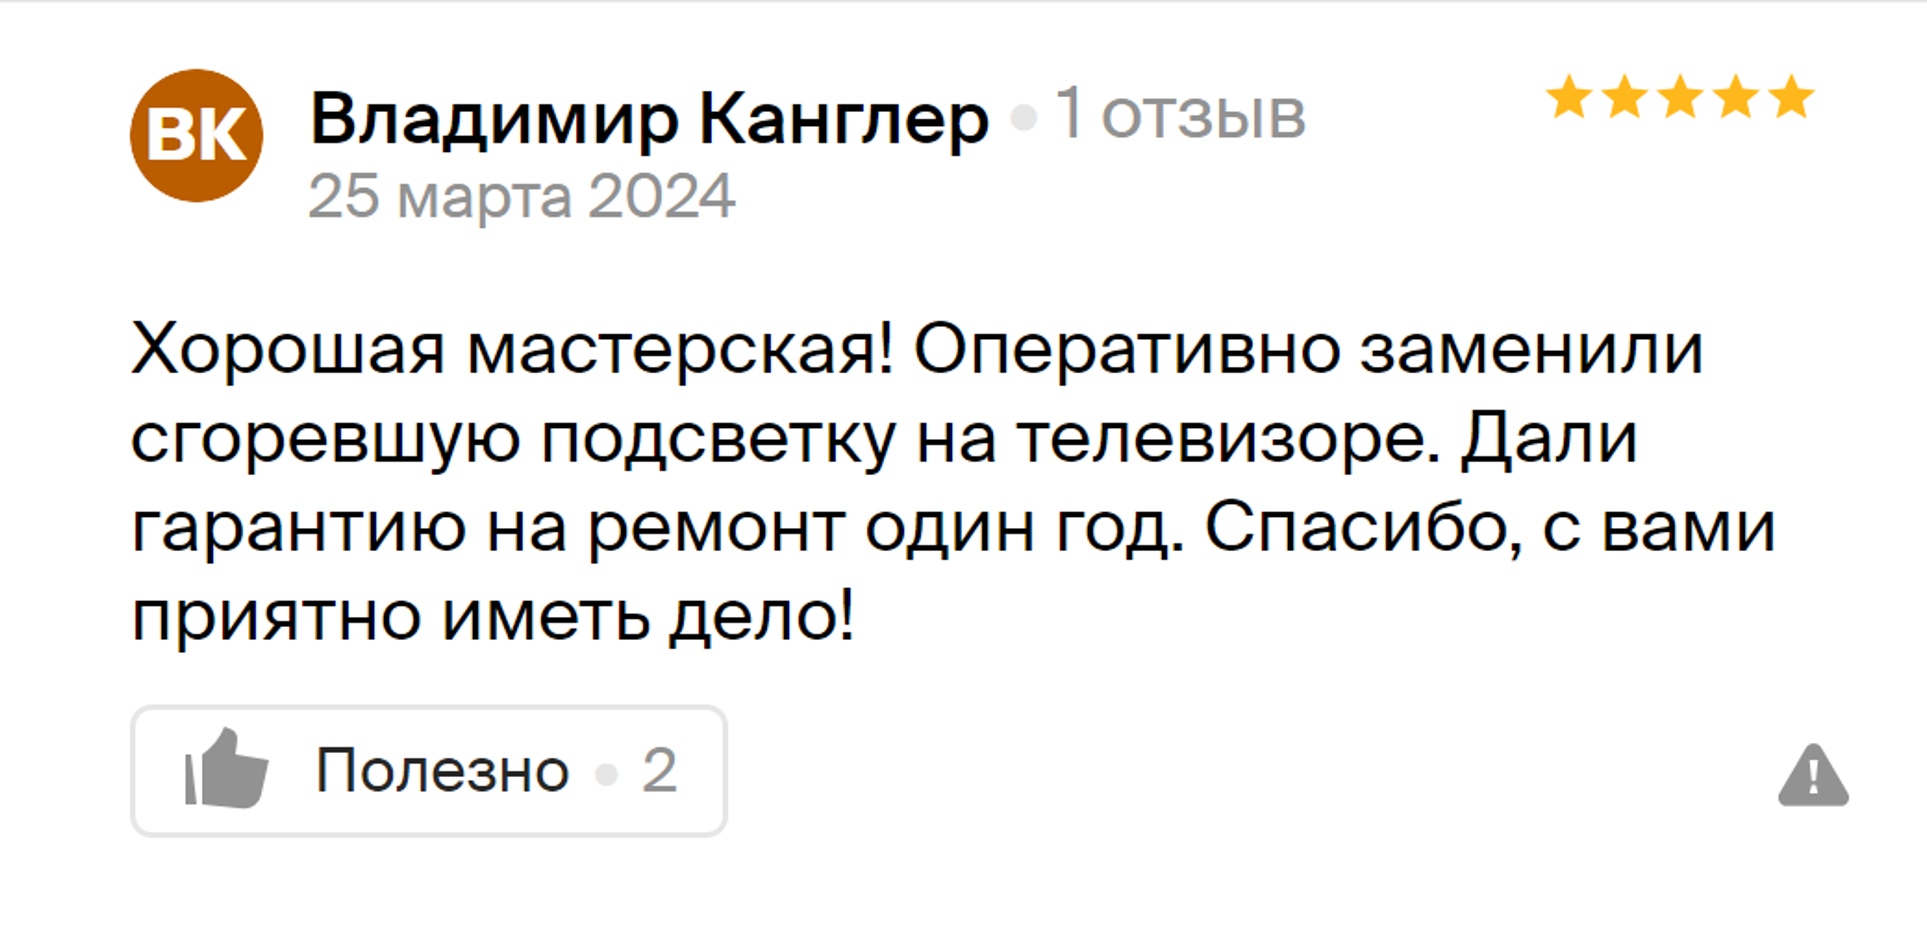 ВК
Владимир Канглер • 1 отзыв
25 марта 2024
Хорошая мастерская! Оперативно заменили
сгоревшую подсветку на телевизоре. Дали
гарантию на ремонт один год. Спасибо, с вами
приятно иметь дело!
Полезно • 2